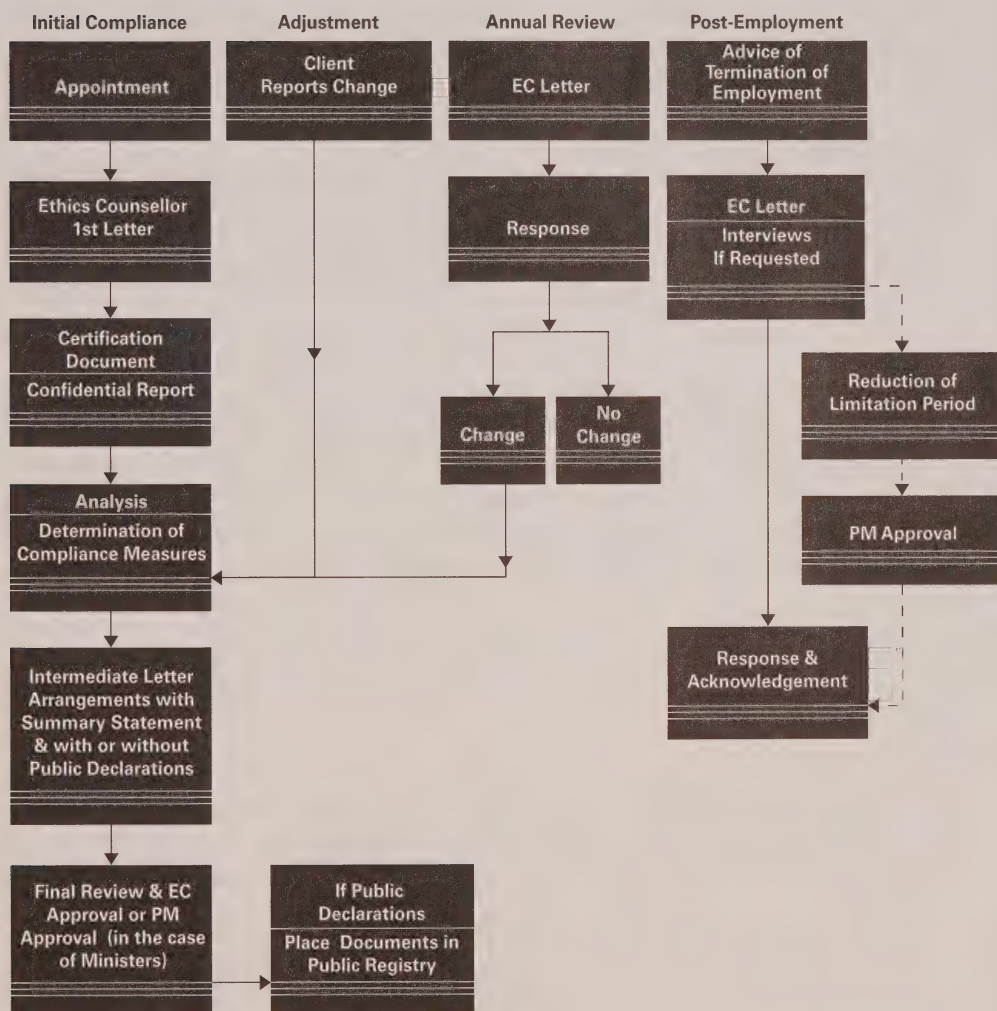 Initial Compliance
Appointment
Ethics Counsellor
1st Letter
Certification
Document
Confidential Report
Analysis
Determination of
Compliance Measures
Intermediate Letter
Arrangements with
Summary Statement
& with or without
Public Declarations
Final Review & EC
Approval or PM
Approval (in the case
of Ministers)
If Public
Declarations
Place Documents in
Public Registry
Adjustment
Client
Reports Change
Annual Review
EC Letter
Response
Change
No
Change
Post-Employment
Advice of
Termination of
Employment
EC Letter
Interviews
If Requested
Reduction of
Limitation Period
PM Approval
Response &
Acknowledgement